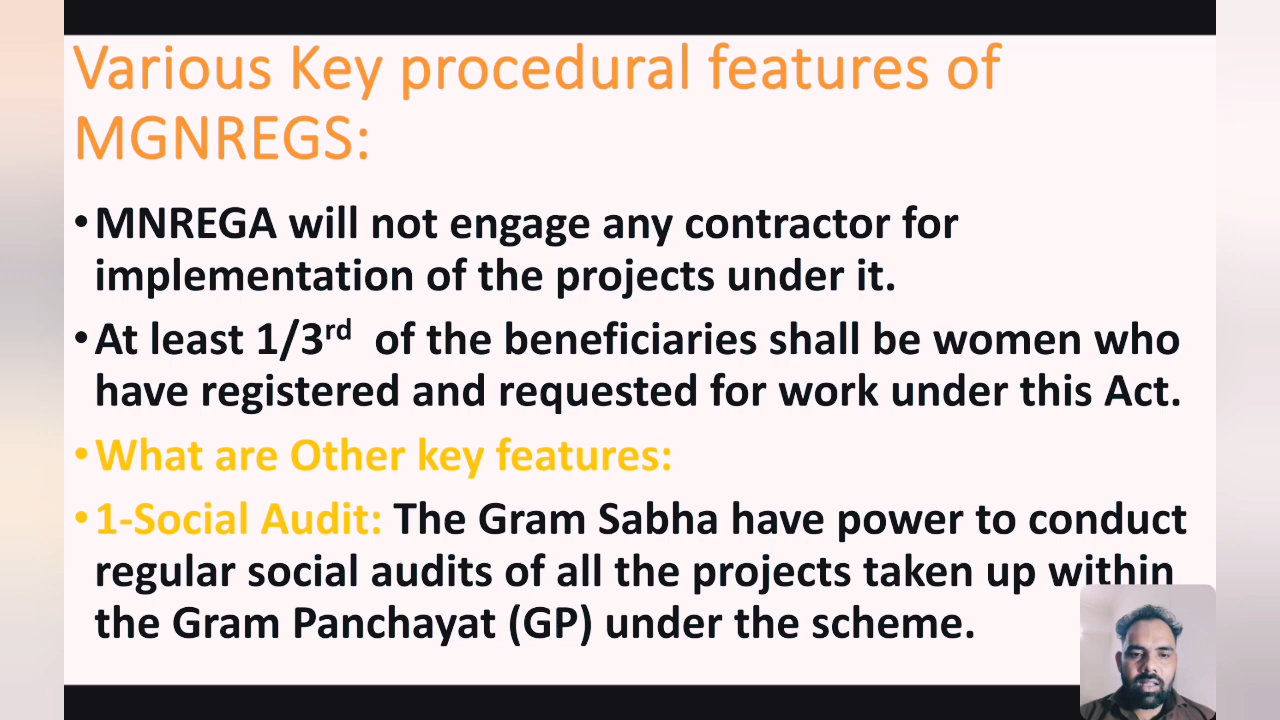 Various Key procedural features of
MGNREGS:
•MNREGA will not engage any contractor for
implementation of the projects under it.
•At least 1/3rd of the beneficiaries shall be women who
have registered and requested for work under this Act.
•What are Other key features:
•1-Social Audit: The Gram Sabha have power to conduct
regular social audits of all the projects taken up within
the Gram Panchayat (GP) under the scheme.